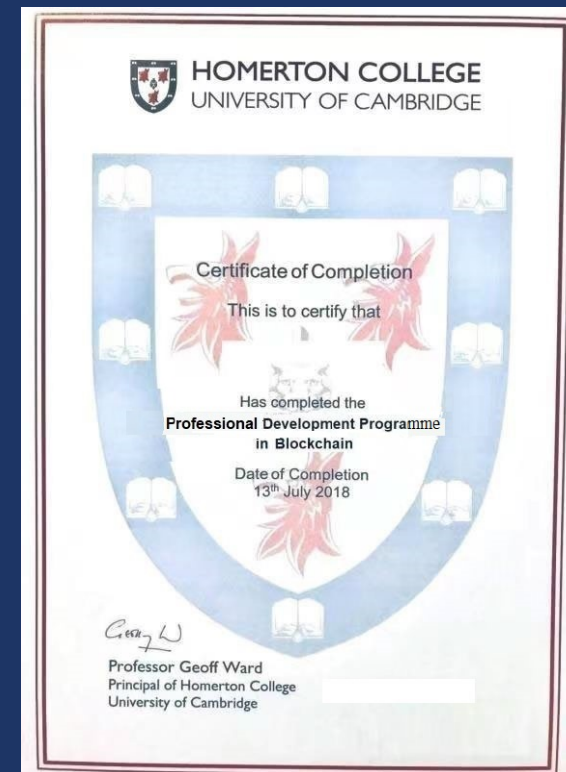 HOMERTON COLLEGE
UNIVERSITY OF CAMBRIDGE
Certificate of Completion
This is to certify that
Has completed the
Professional Development Programme
in Blockchain
Date of Completion
13th July 2018
Professor Geoff Ward
Principal of Homerton College
University of Cambridge